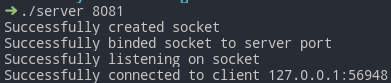 ➜ ./server 8081
Successfully created socket
Successfully binded socket to server port
Successfully listening on socket
Successfully connected to client 127.0.0.1:56948